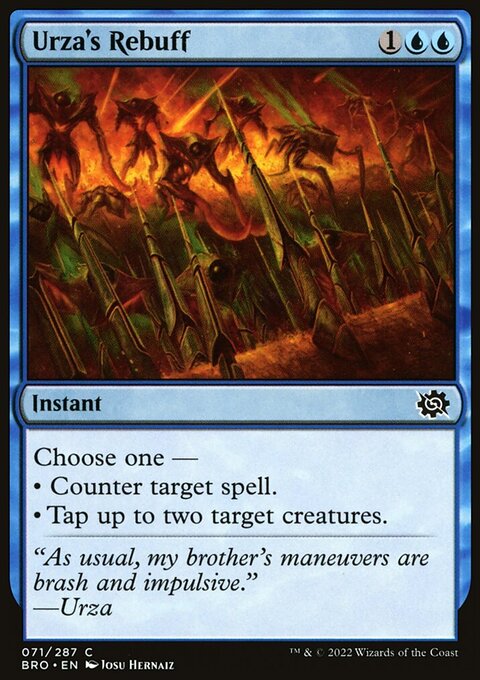 Urza's Rebuff 1
Instant
Choose one —
• Counter target spell.
• Tap up to two target creatures.
“As usual, my brother's maneuvers are
brash and impulsive.”
—Urza
071/287 C
BRO • EN Iosu Hernaiz
™ & © 2022 Wizards of the Coast